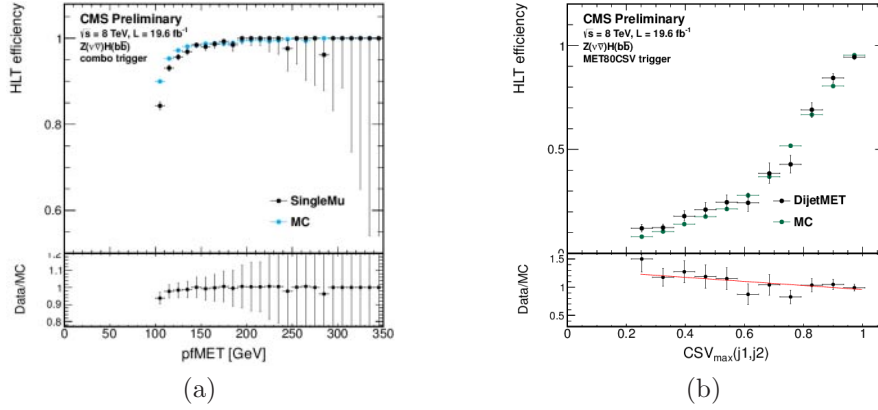 CMS Preliminary
√s = 8 TeV, L = 19.6 fb⁻¹
Z(νν̄)H(bb̄)
combo trigger
HLT efficiency
1
0.8
0.6
SingleMu
MC
Data/MC
1.2
1.1
1.0
0.9
0.8
0 50 100 150 200 250 300 350
pfMET [GeV]
(a)
CMS Preliminary
√s = 8 TeV, L = 19.6 fb⁻¹
Z(νν̄)H(bb̄)
MET80CSV trigger
HLT efficiency
1
0.5
0
DijetMET
MC
Data/MC
1.5
1.0
0.5
0 0.2 0.4 0.6 0.8 1
CSVmax(j1,j2)
(b)